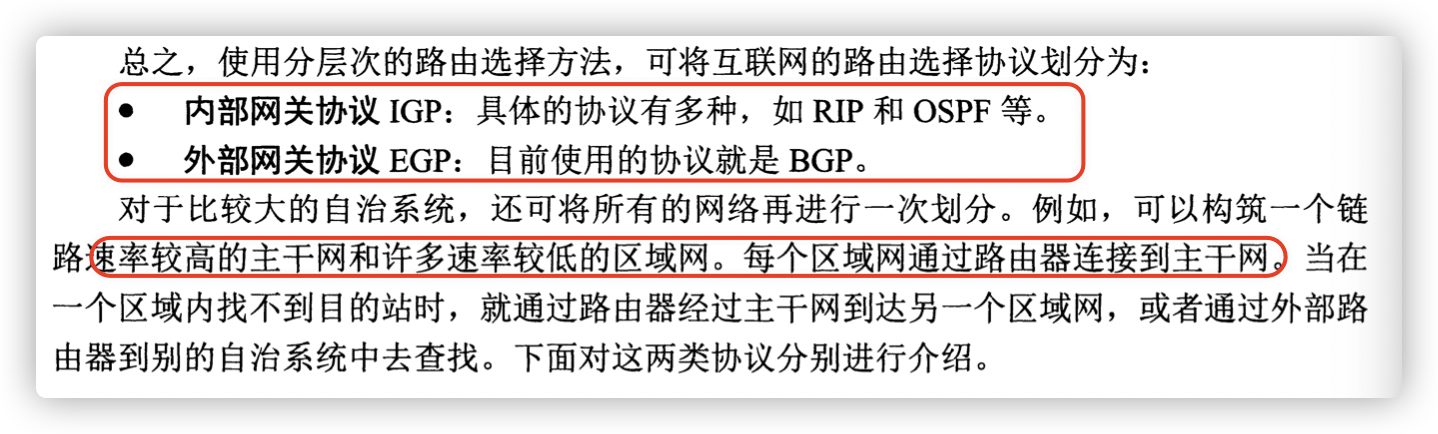 总之，使用分层次的路由选择方法，可将互联网的路由选择协议划分为：
● 内部网关协议 IGP：具体的协议有多种，如 RIP 和 OSPF 等。
● 外部网关协议 EGP：目前使用的协议就是 BGP。
对于比较大的自治系统，还可将所有的网络再进行一次划分。例如，可以构筑一个链
路速率较高的主干网和许多速率较低的区域网。每个区域网通过路由器连接到主干网。当在
一个区域内找不到目的站时，就通过路由器经过主干网到达另一个区域网，或者通过外部路
由器到别的自治系统中去查找。下面对这两类协议分别进行介绍。